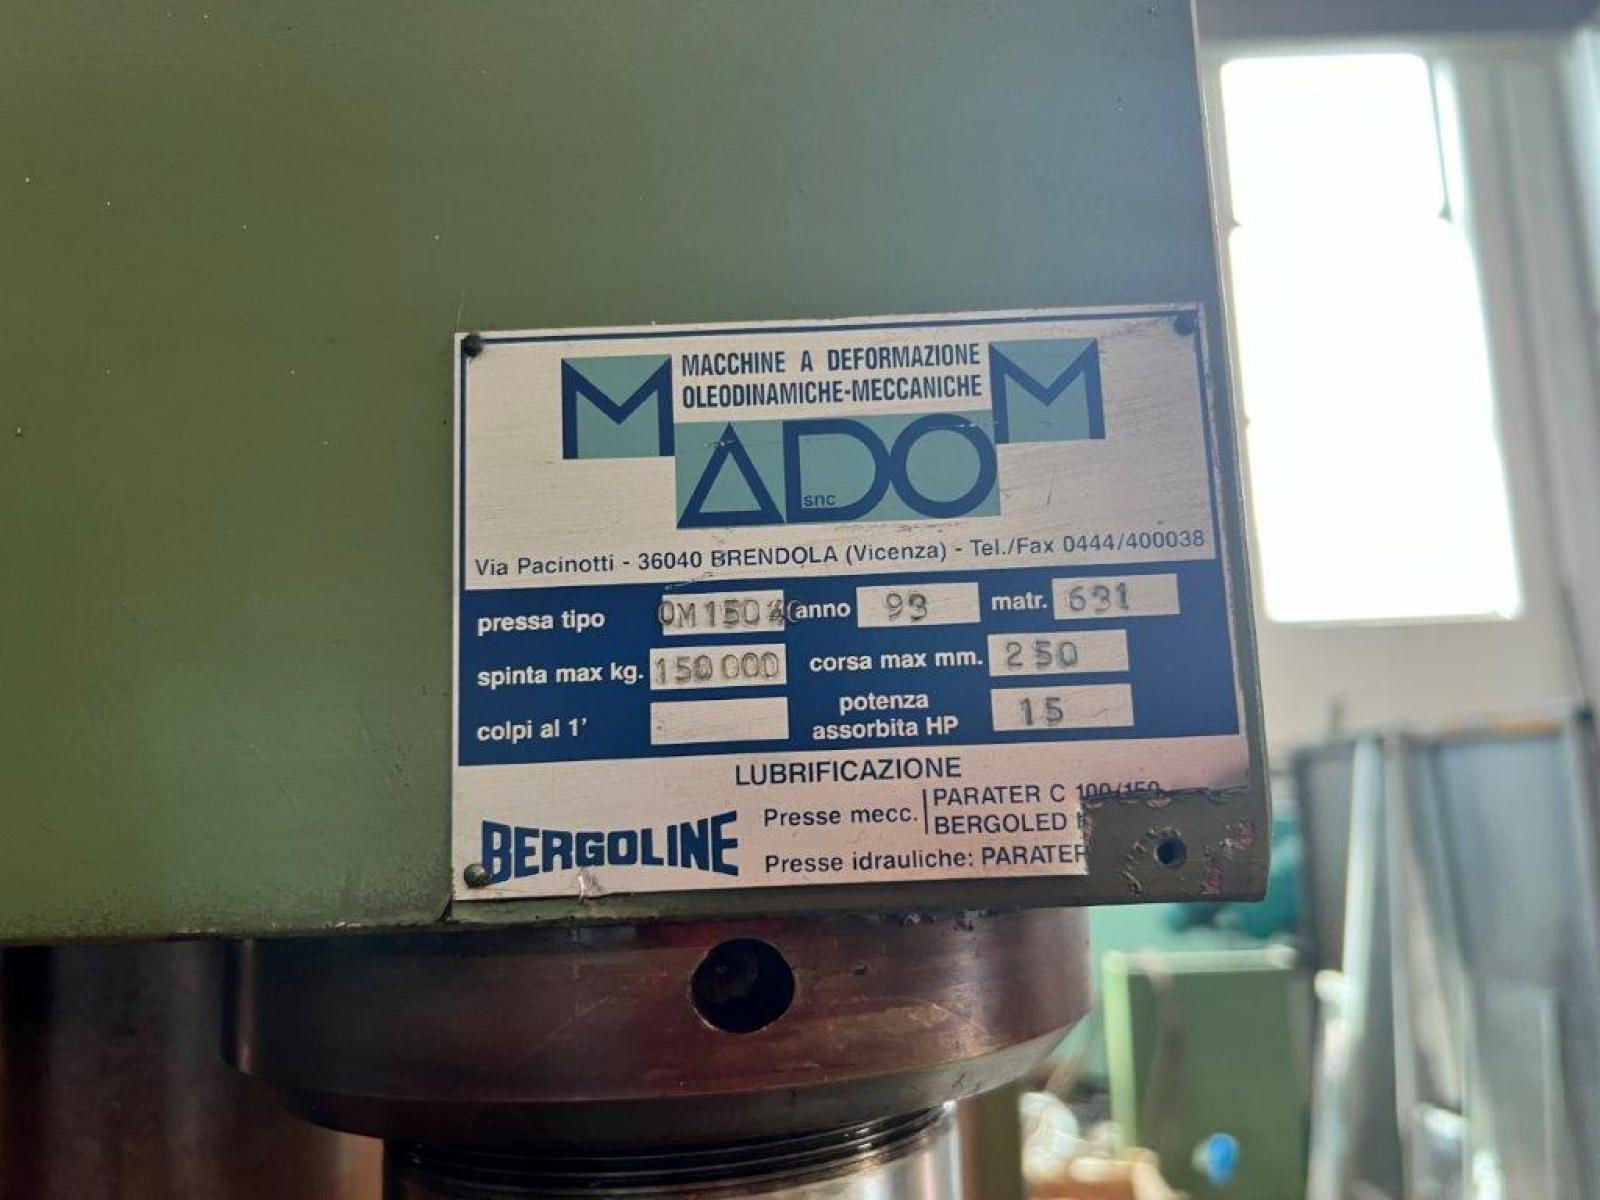 MACCHINE A DEFORMAZIONE
OLEODINAMICHE-MECCANICHE
MADOM
snc
Via Pacinotti - 36040 BRENDOLA (Vicenza) - Tel./Fax 0444/400038
pressa tipo anno 93 matr. 631
spinta max kg. 150 000 corsa max mm. 250
colpi al 1' potenza assorbita HP 15
LUBRIFICAZIONE
BERGOLINE
Presse mecc. PARATER C 100/150
BERGOLED
Presse idrauliche: PARATER